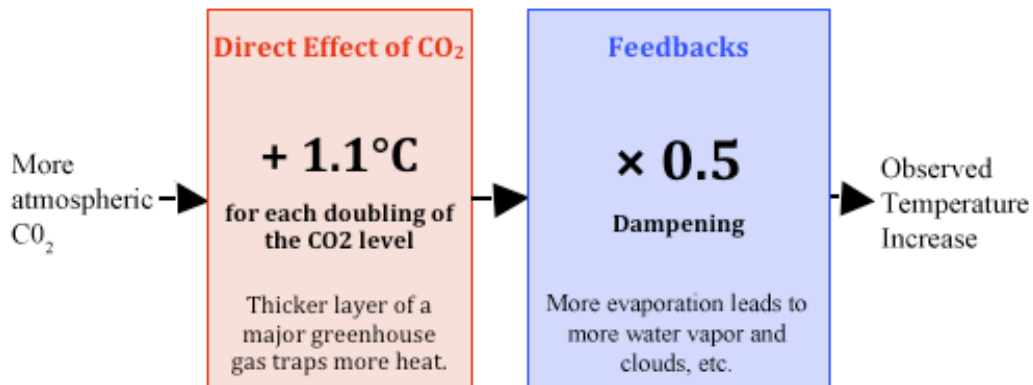 More
atmospheric
C0₂
Direct Effect of CO₂
+ 1.1°C
for each doubling of
the CO2 level
Thicker layer of a
major greenhouse
gas traps more heat.
Feedbacks
× 0.5
Dampening
More evaporation leads to
more water vapor and
clouds, etc.
Observed
Temperature
Increase